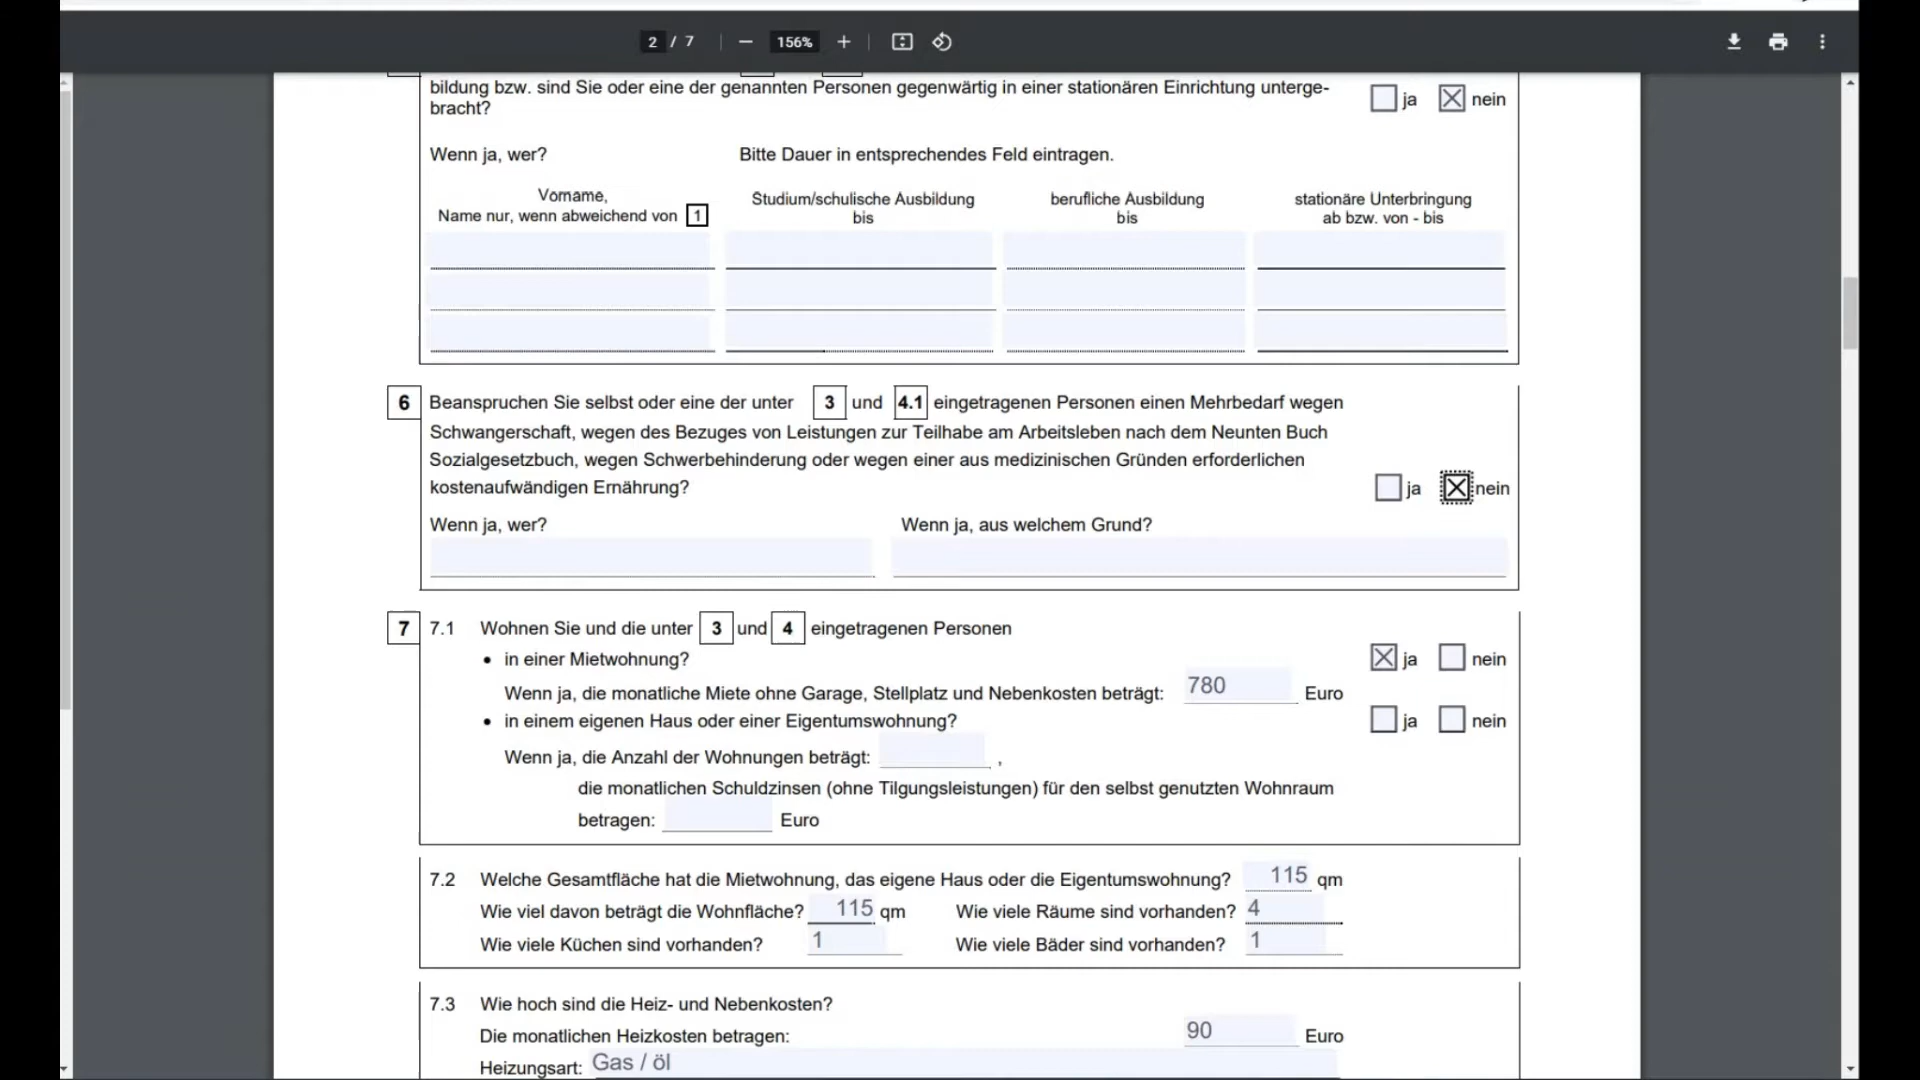 2 / 7 156%
bildung bzw. sind Sie oder eine der genannten Personen gegenwärtig in einer stationären Einrichtung unterge-
bracht? ja nein
Wenn ja, wer? Bitte Dauer in entsprechendes Feld eintragen.
Vorname, Studium/schulische Ausbildung berufliche Ausbildung stationäre Unterbringung
Name nur, wenn abweichend von 1 bis bis ab bzw. von - bis
6 Beanspruchen Sie selbst oder eine der unter 3 und 4.1 eingetragenen Personen einen Mehrbedarf wegen
Schwangerschaft, wegen des Bezuges von Leistungen zur Teilhabe am Arbeitsleben nach dem Neunten Buch
Sozialgesetzbuch, wegen Schwerbehinderung oder wegen einer aus medizinischen Gründen erforderlichen
kostenaufwändigen Ernährung? ja nein
Wenn ja, wer? Wenn ja, aus welchem Grund?
7 7.1 Wohnen Sie und die unter 3 und 4 eingetragenen Personen
• in einer Mietwohnung? ja nein
Wenn ja, die monatliche Miete ohne Garage, Stellplatz und Nebenkosten beträgt: 780 Euro
• in einem eigenen Haus oder einer Eigentumswohnung? ja nein
Wenn ja, die Anzahl der Wohnungen beträgt: ,
die monatlichen Schuldzinsen (ohne Tilgungsleistungen) für den selbst genutzten Wohnraum
betragen: Euro
7.2 Welche Gesamtfläche hat die Mietwohnung, das eigene Haus oder die Eigentumswohnung? 115 qm
Wie viel davon beträgt die Wohnfläche? 115 qm Wie viele Räume sind vorhanden? 4
Wie viele Küchen sind vorhanden? 1 Wie viele Bäder sind vorhanden? 1
7.3 Wie hoch sind die Heiz- und Nebenkosten?
Die monatlichen Heizkosten betragen: 90 Euro
Heizungsart: Gas / öl